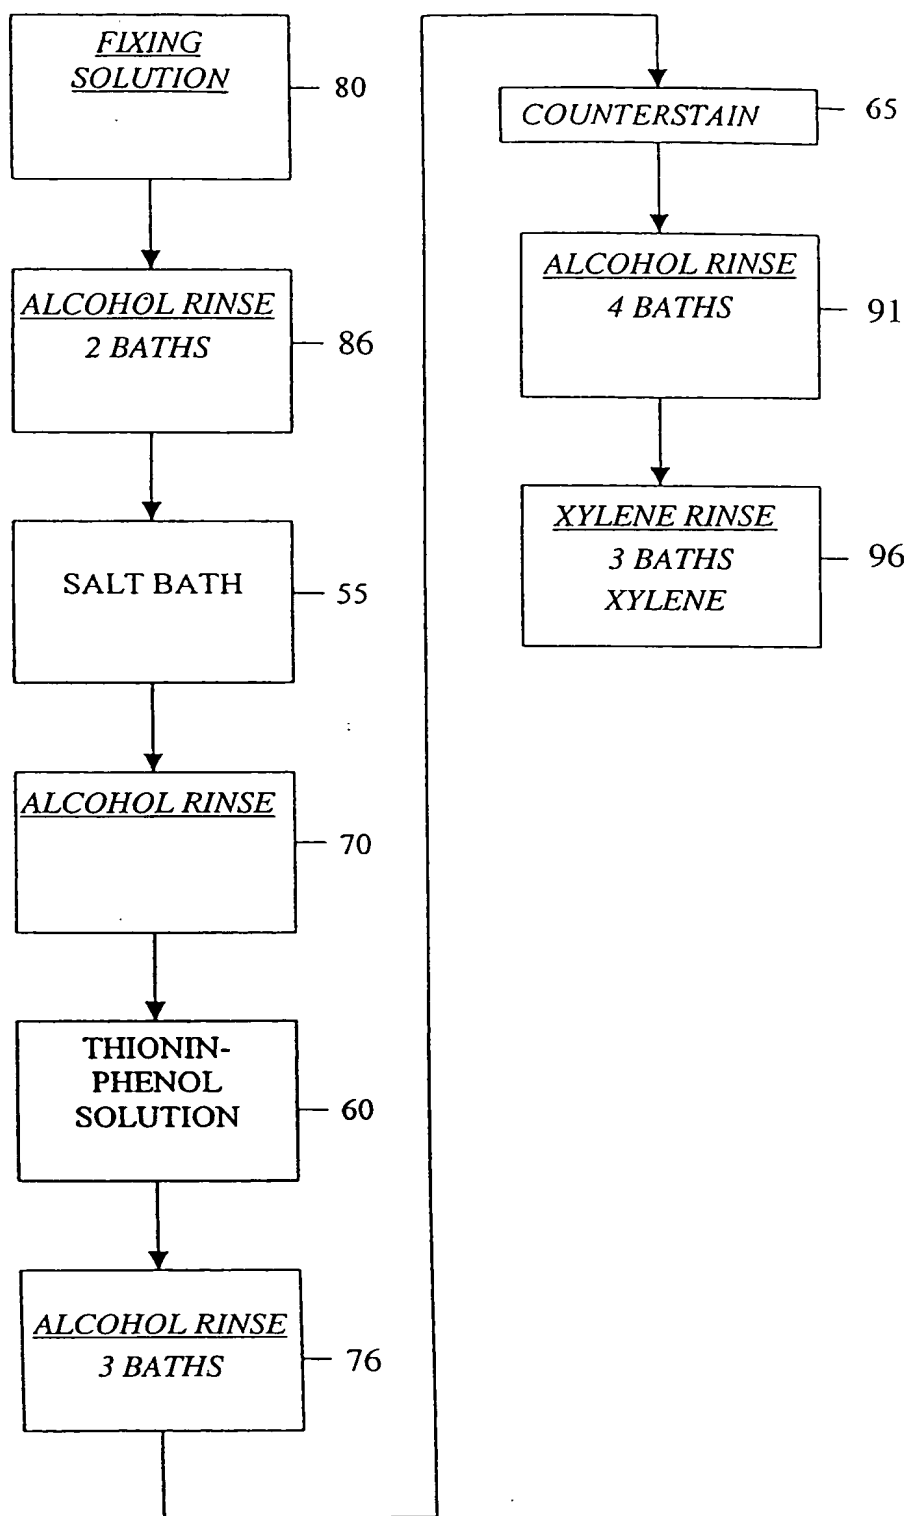 FIXING
SOLUTION
80
ALCOHOL RINSE
2 BATHS
86
SALT BATH
55
ALCOHOL RINSE
70
THIONIN-
PHENOL
SOLUTION
60
ALCOHOL RINSE
3 BATHS
76
COUNTERSTAIN
65
ALCOHOL RINSE
4 BATHS
91
XYLENE RINSE
3 BATHS
XYLENE
96